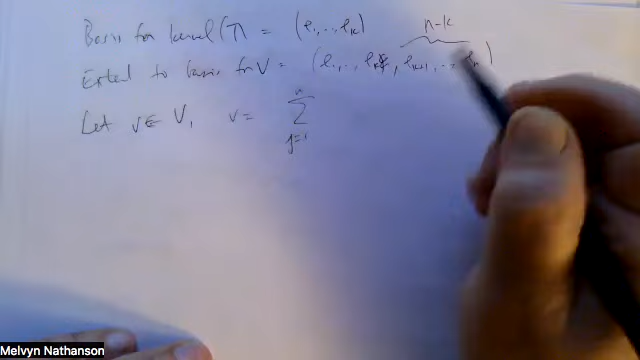 Basis for kernel (T) = (e₁,..,eₖ) n-k
Extend to basis for V = (e₁,.., eₖ, eₖ₊₁,..,eₙ)
Let v∈V, v = n∑j=1
Melvyn Nathanson